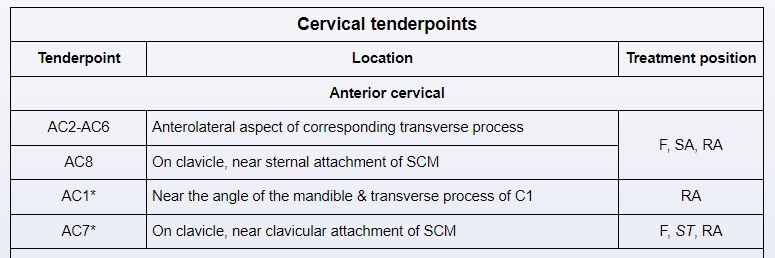 Cervical tenderpoints
Tenderpoint Location Treatment position
Anterior cervical
AC2-AC6 Anterolateral aspect of corresponding transverse process
F, SA, RA
AC8 On clavicle, near sternal attachment of SCM
AC1* Near the angle of the mandible & transverse process of C1 RA
AC7* On clavicle, near clavicular attachment of SCM F, ST, RA